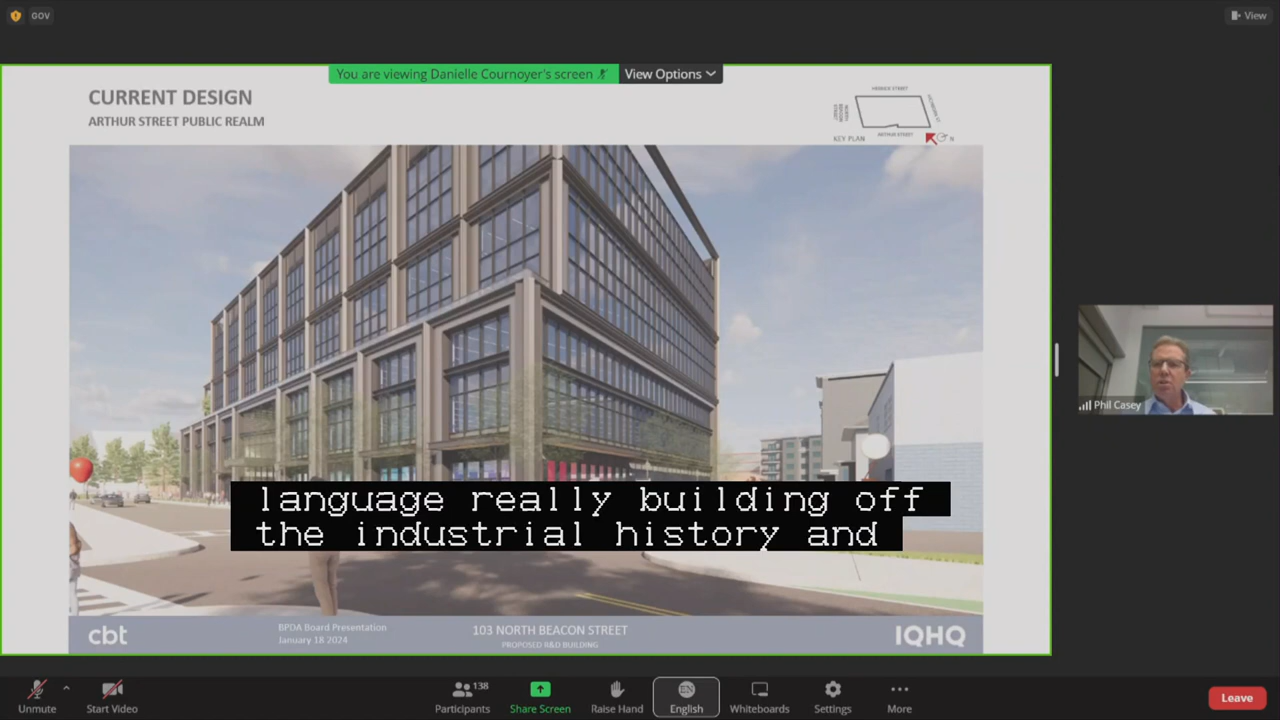 GOV
View
You are viewing Danielle Cournoyer's screen
View Options
CURRENT DESIGN
ARTHUR STREET PUBLIC REALM
HEBNER STREET
ARTHUR STREET
KEY PLAN
N
Phil Casey
language really building off
the industrial history and
cbt
BPDA Board Presentation
January 18 2024
103 NORTH BEACON STREET
PROPOSED R&D BUILDING
IQHQ
138
Unmute
Start Video
Participants
Share Screen
Raise Hand
EN
English
Whiteboards
Settings
More
Leave